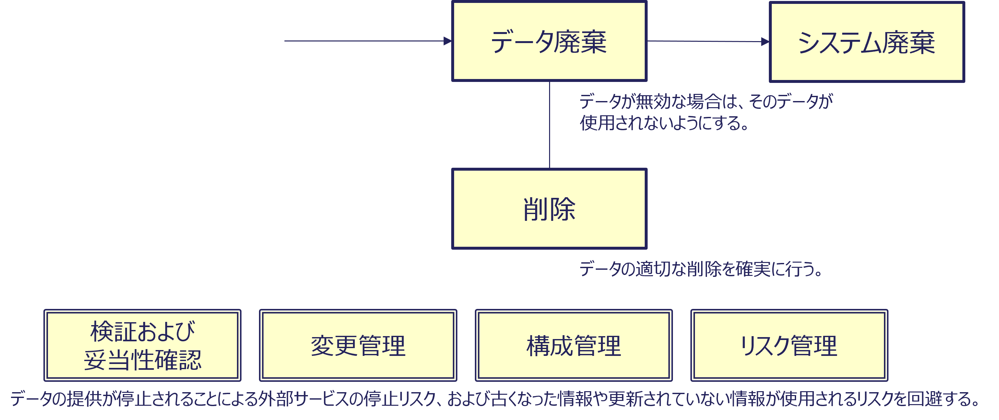 データ廃棄
システム廃棄
データが無効な場合は、そのデータが
使用されないようにする。
削除
データの適切な削除を確実に行う。
検証および
妥当性確認
変更管理
構成管理
リスク管理
データの提供が停止されることによる外部サービスの停止リスク、および古くなった情報や更新されていない情報が使用されるリスクを回避する。